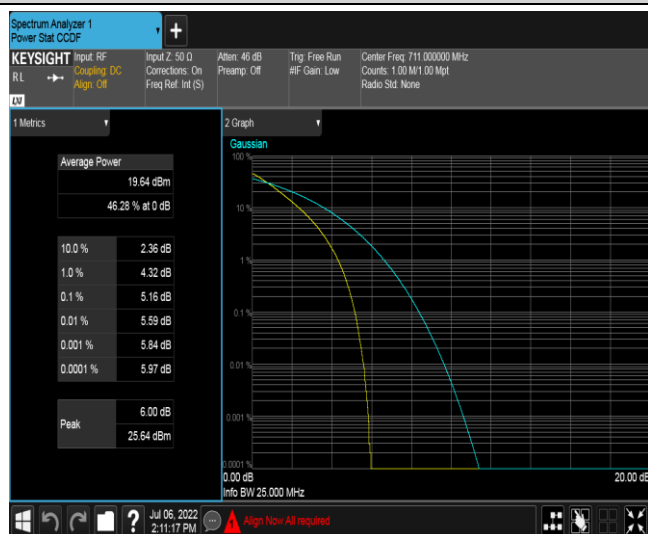 Spectrum Analyzer 1
Power Stat CCDF
+
KEYSIGHT
RL
LXI
Input: RF
Coupling: DC
Align: Off
Input Z: 50 Ω
Corrections: On
Freq Ref: Int (S)
Atten: 46 dB
Preamp: Off
Trig: Free Run
#IF Gain: Low
Center Freq: 711.000000 MHz
Counts: 1.00 M/1.00 Mpt
Radio Std: None
1 Metrics
Average Power
19.64 dBm
46.28 % at 0 dB
10.0 % 2.36 dB
1.0 % 4.32 dB
0.1 % 5.16 dB
0.01 % 5.59 dB
0.001 % 5.84 dB
0.0001 % 5.97 dB
Peak
6.00 dB
25.64 dBm
2 Graph
Gaussian
100 %
10 %
1 %
0.1 %
0.01 %
0.001 %
0.0001 %
0.00 dB 20.00 dB
Info BW 25.000 MHz
?
Jul 06, 2022
2:11:17 PM
Align Now All required